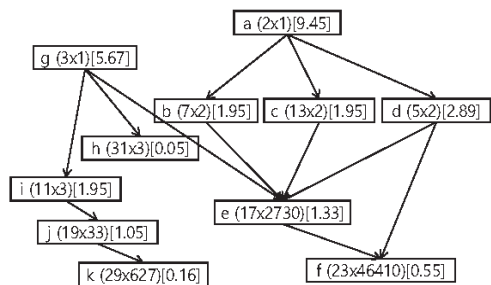 a (2x1)[9.45]
g (3x1)[5.67]
b (7x2)[1.95]
c (13x2)[1.95]
d (5x2)[2.89]
h (31x3)[0.05]
i (11x3)[1.95]
e (17x2730)[1.33]
j (19x33)[1.05]
k (29x627)[0.16]
f (23x46410)[0.55]